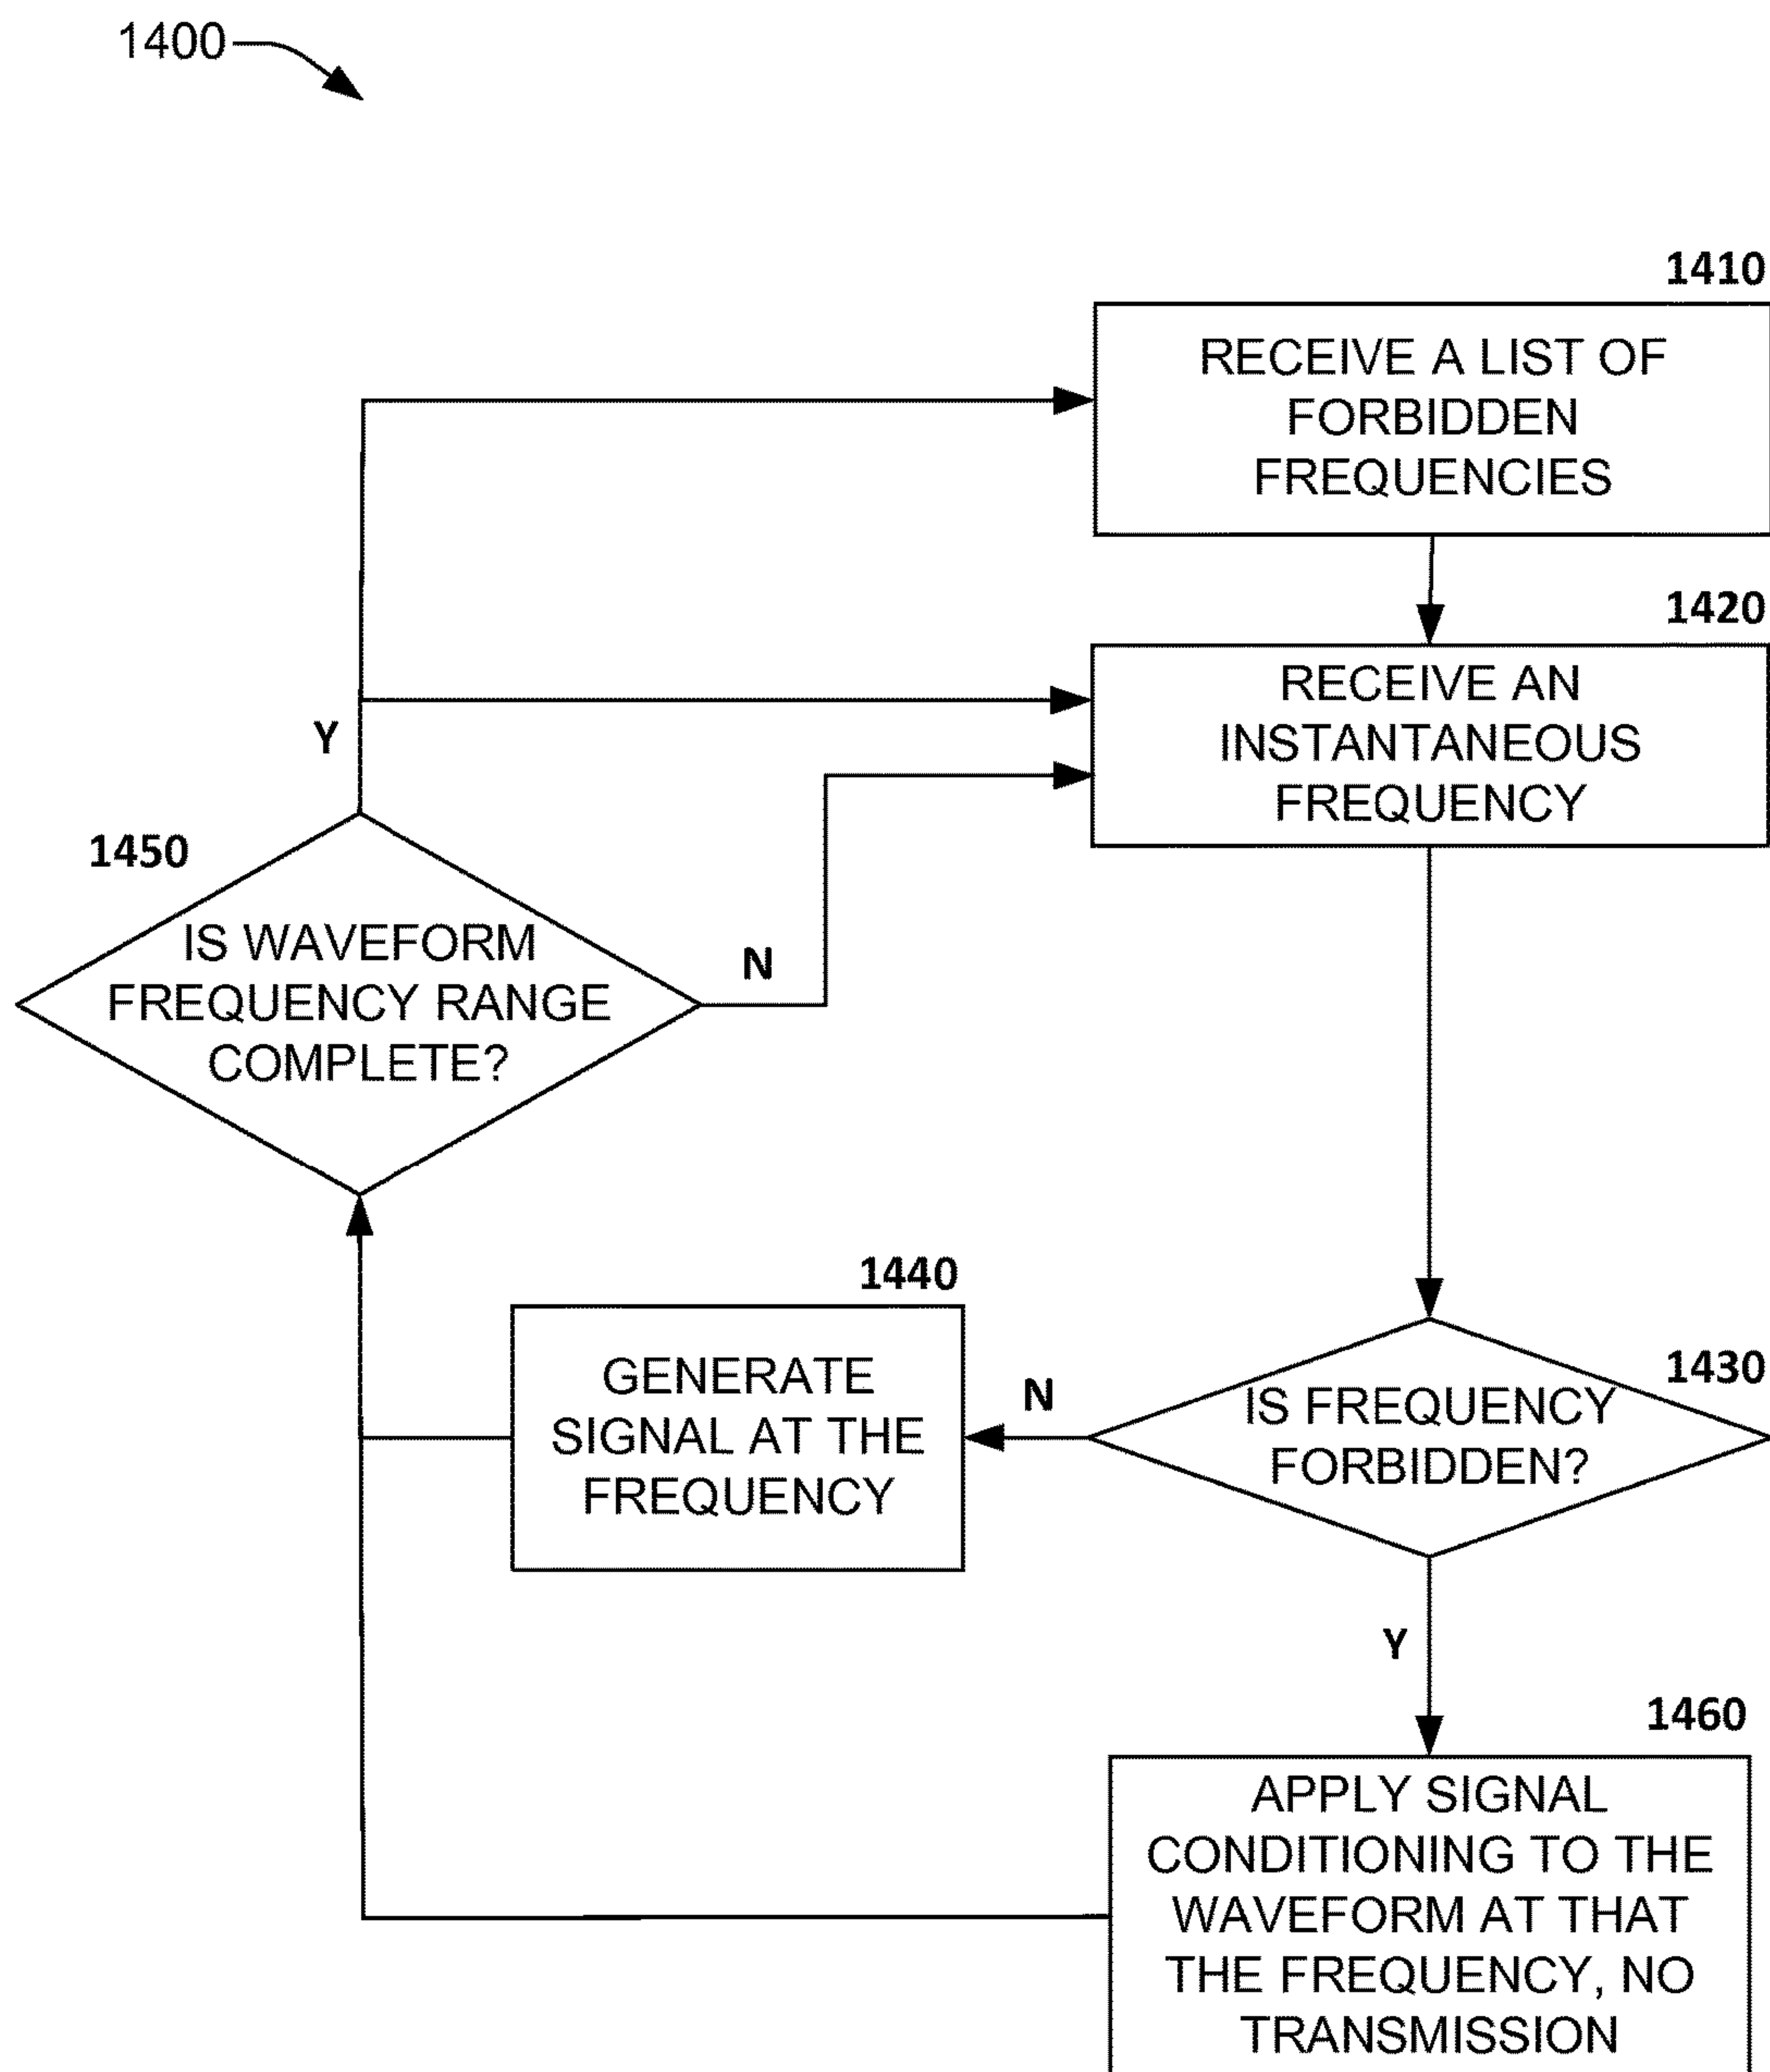 1400
1410
RECEIVE A LIST OF
FORBIDDEN
FREQUENCIES
1420
RECEIVE AN
INSTANTANEOUS
FREQUENCY
Y
1450
IS WAVEFORM
FREQUENCY RANGE
COMPLETE?
N
1440
GENERATE
SIGNAL AT THE
FREQUENCY
N
1430
IS FREQUENCY
FORBIDDEN?
Y
1460
APPLY SIGNAL
CONDITIONING TO THE
WAVEFORM AT THAT
THE FREQUENCY, NO
TRANSMISSION